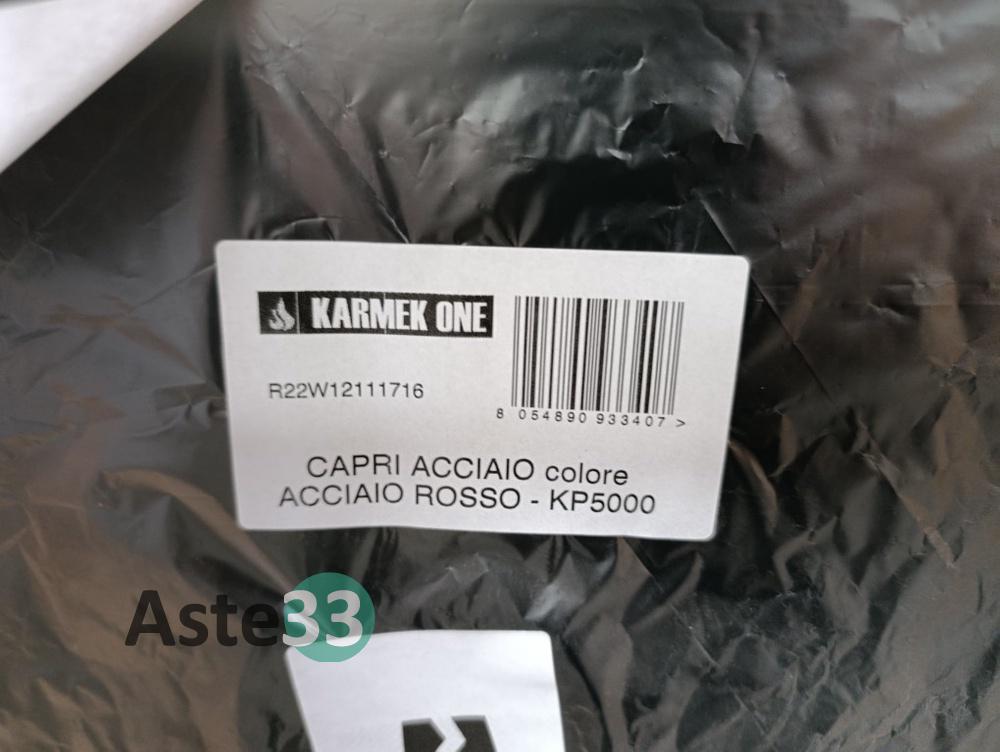 KARMEK ONE
R22W12111716
8 054890 933407 >
CAPRI ACCIAIO colore
ACCIAIO ROSSO - KP5000
Aste33